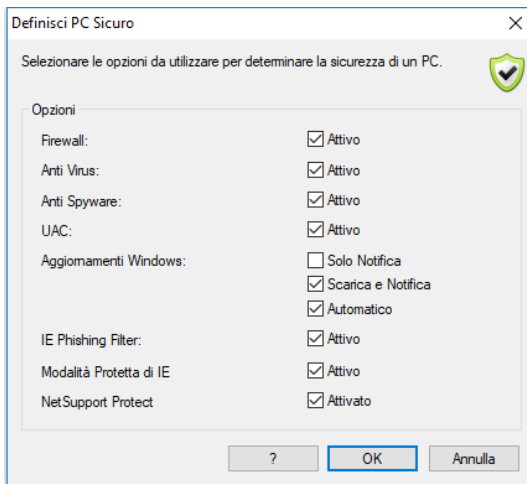 Definisci PC Sicuro
Selezionare le opzioni da utilizzare per determinare la sicurezza di un PC.
Opzioni
Firewall: Attivo
Anti Virus: Attivo
Anti Spyware: Attivo
UAC: Attivo
Aggiornamenti Windows: Solo Notifica
Scarica e Notifica
Automatico
IE Phishing Filter: Attivo
Modalità Protetta di IE Attivo
NetSupport Protect Attivato
? OK Annulla